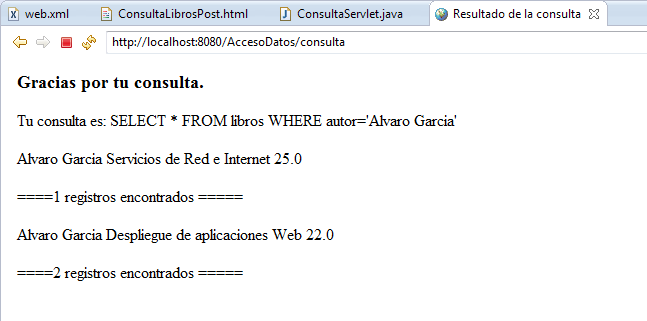 web.xml ConsultaLibrosPost.html ConsultaServlet.java Resultado de la consulta
http://localhost:8080/AccesoDatos/consulta
Gracias por tu consulta.
Tu consulta es: SELECT * FROM libros WHERE autor='Alvaro Garcia'
Alvaro Garcia Servicios de Red e Internet 25.0
====1 registros encontrados =====
Alvaro Garcia Despliegue de aplicaciones Web 22.0
====2 registros encontrados =====